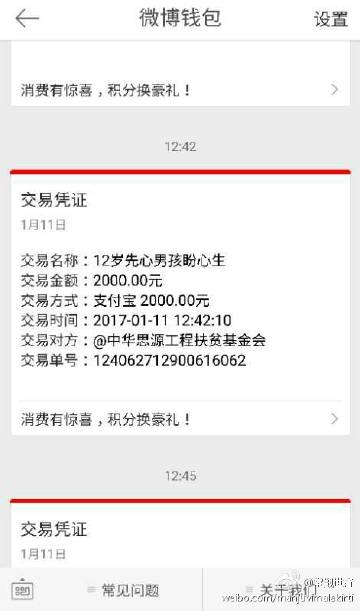 微博钱包
设置
消费有惊喜，积分换豪礼！
12:42
交易凭证
1月11日
交易名称：12岁先心男孩盼心生
交易金额：2000.00元
交易方式：支付宝 2000.00元
交易时间：2017-01-11 12:42:10
交易对方：@中华思源工程扶贫基金会
交易单号：124062712900616062
消费有惊喜，积分换豪礼！
12:45
交易凭证
1月11日
常见问题
关于我们
weibo.com/manjuvimalakirti